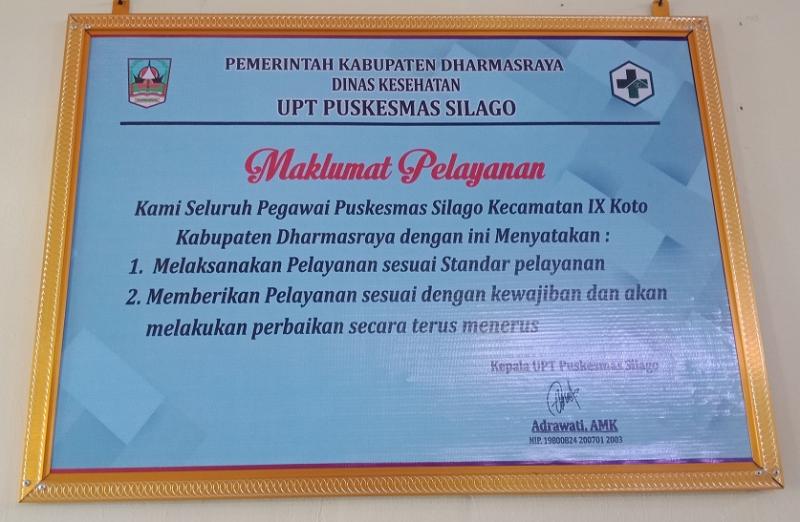 PEMERINTAH KABUPATEN DHARMASRAYA
DINAS KESEHATAN
UPT PUSKESMAS SILAGO
Maklumat Pelayanan
Kami Seluruh Pegawai Puskesmas Silago Kecamatan IX Koto
Kabupaten Dharmasraya dengan ini Menyatakan :
1. Melaksanakan Pelayanan sesuai Standar pelayanan
2. Memberikan Pelayanan sesuai dengan kewajiban dan akan
melakukan perbaikan secara terus menerus
Kepala UPT Puskesmas Silago
Adrawati, AMK
NIP. 19800824 200701 2003